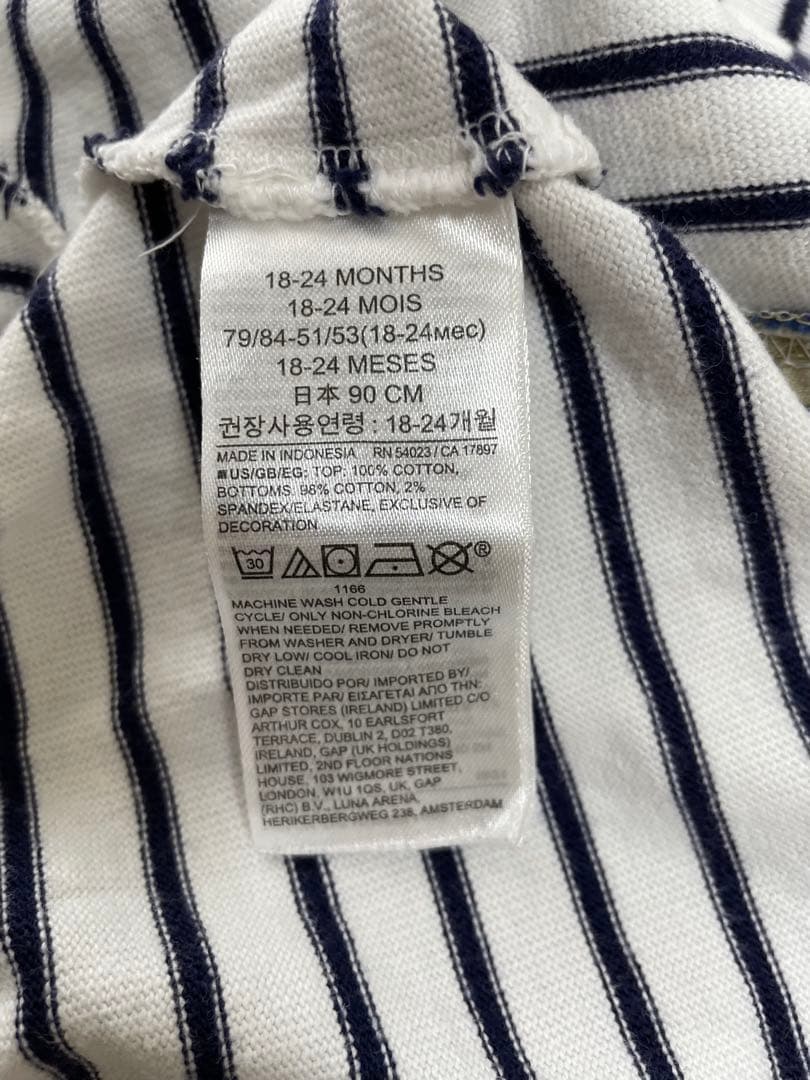 18-24 MONTHS
18-24 MOIS
79/84-51/53(18-24мес)
18-24 MESES
日本 90 CM
권장사용연령 : 18-24개월
MADE IN INDONESIA RN 54023 / CA 17897
US/GB/EG: TOP: 100% COTTON,
BOTTOMS: 98% COTTON, 2%
SPANDEX/ELASTANE, EXCLUSIVE OF
DECORATION
30 ®
1166
MACHINE WASH COLD GENTLE
CYCLE/ ONLY NON-CHLORINE BLEACH
WHEN NEEDED/ REMOVE PROMPTLY
FROM WASHER AND DRYER/ TUMBLE
DRY LOW/ COOL IRON/ DO NOT
DRY CLEAN
DISTRIBUIDO POR/ IMPORTED BY/
IMPORTE PAR/ ΕΙΣΑΓΕΤΑΙ ΑΠΟ ΤΗΝ:
GAP STORES (IRELAND) LIMITED C/O
ARTHUR COX, 10 EARLSFORT
TERRACE, DUBLIN 2, D02 T380,
IRELAND, GAP (UK HOLDINGS)
LIMITED, 2ND FLOOR NATIONS
HOUSE, 103 WIGMORE STREET,
LONDON, W1U 1QS, UK, GAP
(RHC) B.V., LUNA ARENA,
HERIKERBERGWEG 238, AMSTERDAM